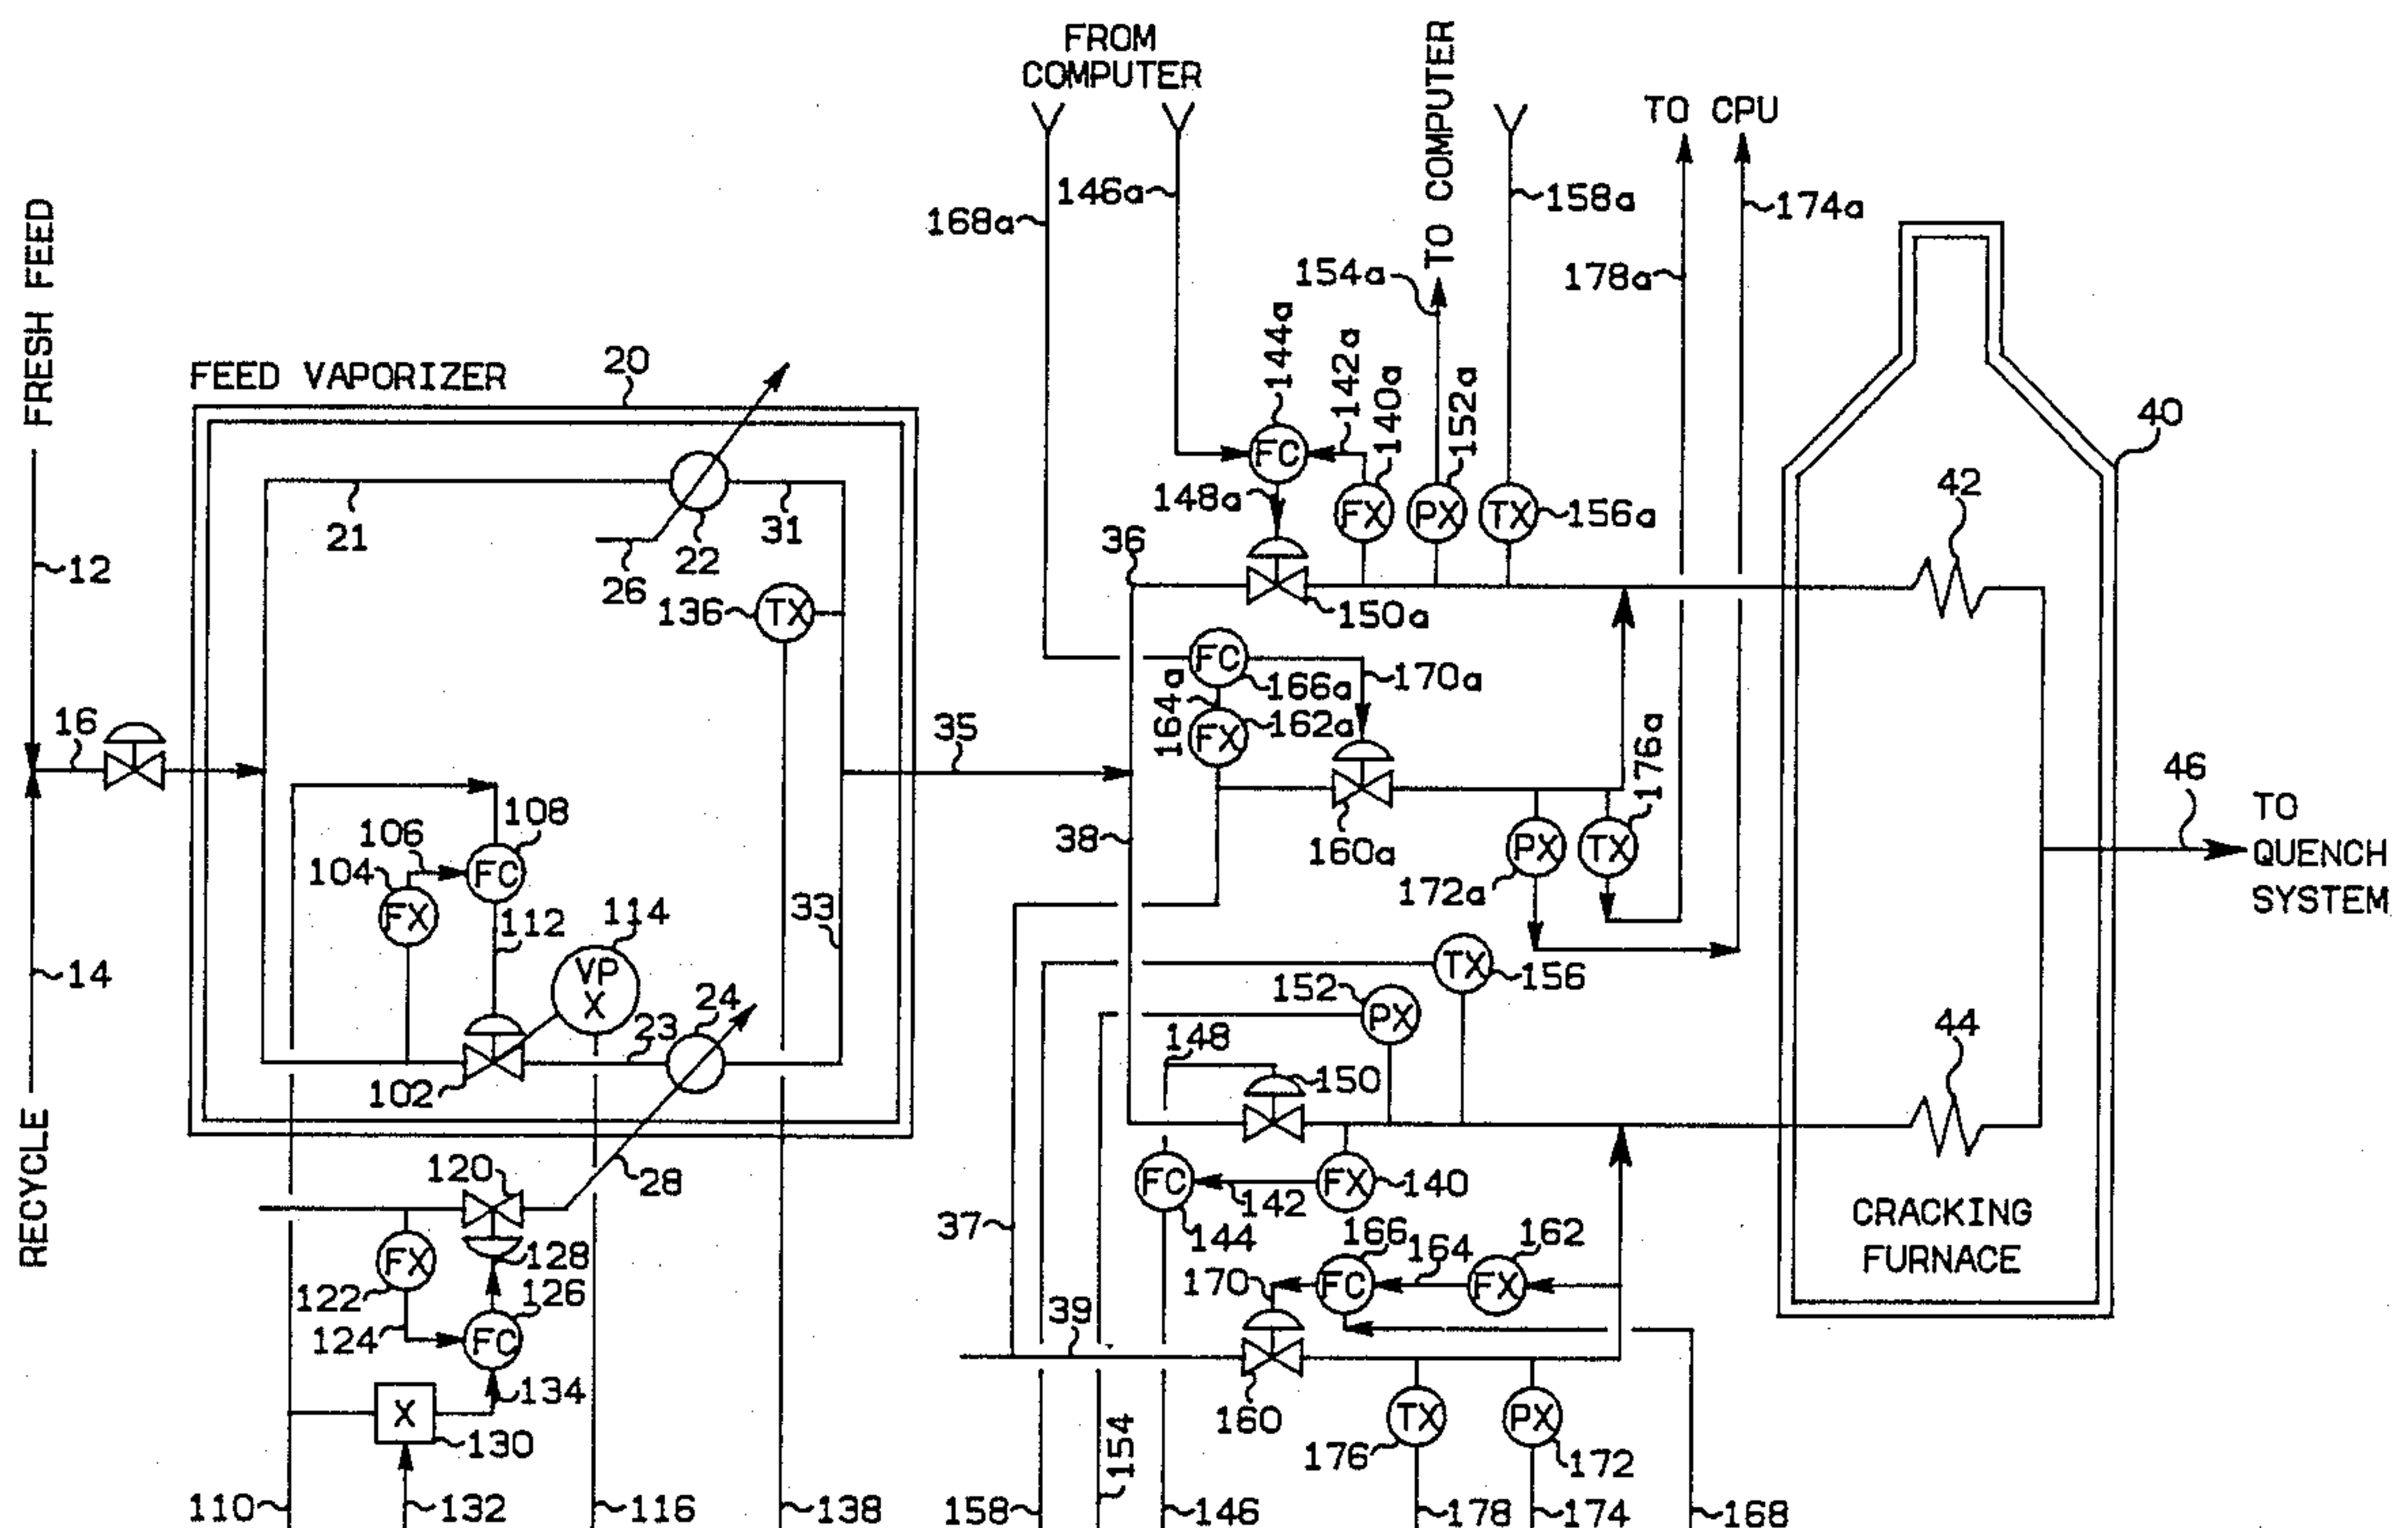 FROM
COMPUTER
TO COMPUTER
TO CPU
146a
158a
174a
168a
154a
178a
FRESH FEED
144a
142a
140a
152a
FEED VAPORIZER
20
40
FC
148a
FX
PX
TX
156a
42
21
22
31
36
12
26
136
TX
150a
FC
166a
170a
164a
FX
162a
16
35
176a
46
TO
QUENCH
SYSTEM
108
106
104
FC
FX
38
160a
PX
TX
172a
33
112
114
VP
X
14
TX
156
152
PX
24
23
148
150
44
102
RECYCLE
120
28
FC
142
FX
140
144
CRACKING
FURNACE
37
FX
128
122
126
124
FC
166
164
162
170
FC
FX
39
134
X
130
160
TX
PX
176
172
154
110
132
116
138
158
146
178
174
168